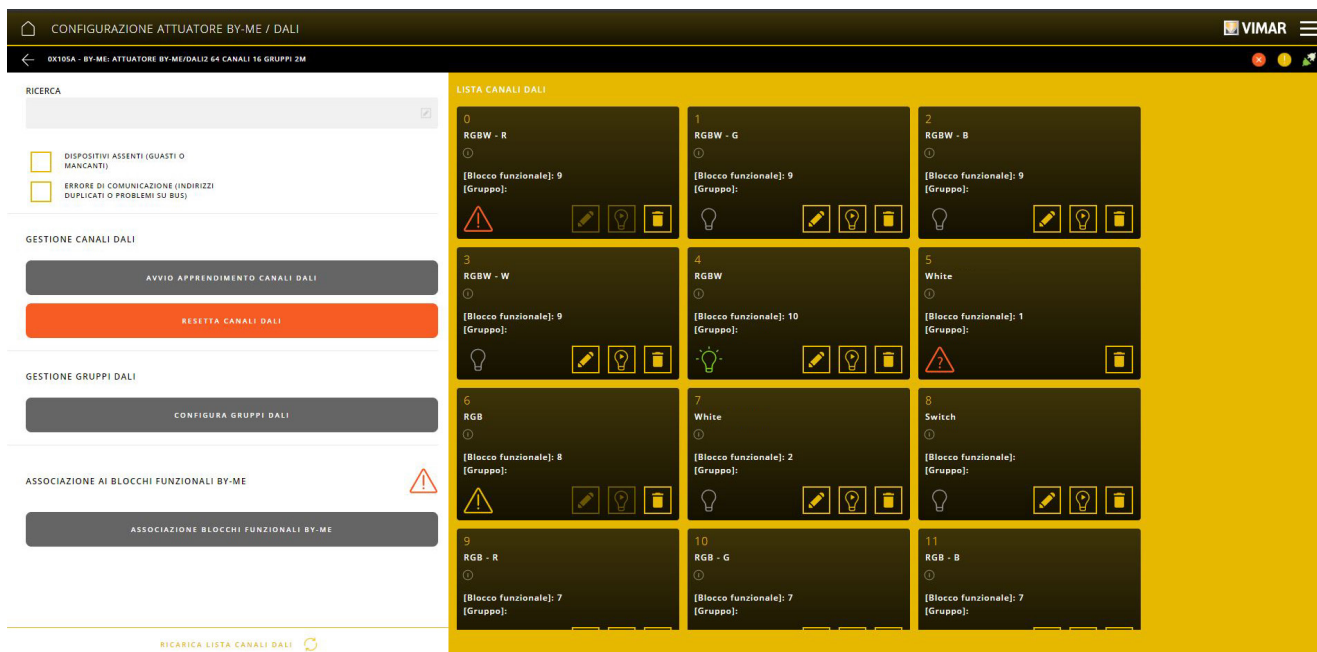 CONFIGURAZIONE ATTUATORE BY-ME / DALI
VIMAR
0X105A - BY-ME: ATTUATORE BY-ME/DALI2 64 CANALI 16 GRUPPI 2M
RICERCA
DISPOSITIVI ASSENTI (GUASTI O
MANCANTI)
ERRORE DI COMUNICAZIONE (INDIRIZZI
DUPLICATI O PROBLEMI SU BUS)
GESTIONE CANALI DALI
AVVIO APPRENDIMENTO CANALI DALI
RESETTA CANALI DALI
GESTIONE GRUPPI DALI
CONFIGURA GRUPPI DALI
ASSOCIAZIONE AI BLOCCHI FUNZIONALI BY-ME
ASSOCIAZIONE BLOCCHI FUNZIONALI BY-ME
RICARICA LISTA CANALI DALI
LISTA CANALI DALI
0
RGBW - R
[Blocco funzionale]: 9
[Gruppo]:
1
RGBW - G
[Blocco funzionale]: 9
[Gruppo]:
2
RGBW - B
[Blocco funzionale]: 9
[Gruppo]:
3
RGBW - W
[Blocco funzionale]: 9
[Gruppo]:
4
RGBW
[Blocco funzionale]: 10
[Gruppo]:
5
White
[Blocco funzionale]: 1
[Gruppo]:
6
RGB
[Blocco funzionale]: 8
[Gruppo]:
7
White
[Blocco funzionale]: 2
[Gruppo]:
8
Switch
[Blocco funzionale]:
[Gruppo]:
9
RGB - R
[Blocco funzionale]: 7
[Gruppo]:
10
RGB - G
[Blocco funzionale]: 7
[Gruppo]:
11
RGB - B
[Blocco funzionale]: 7
[Gruppo]: